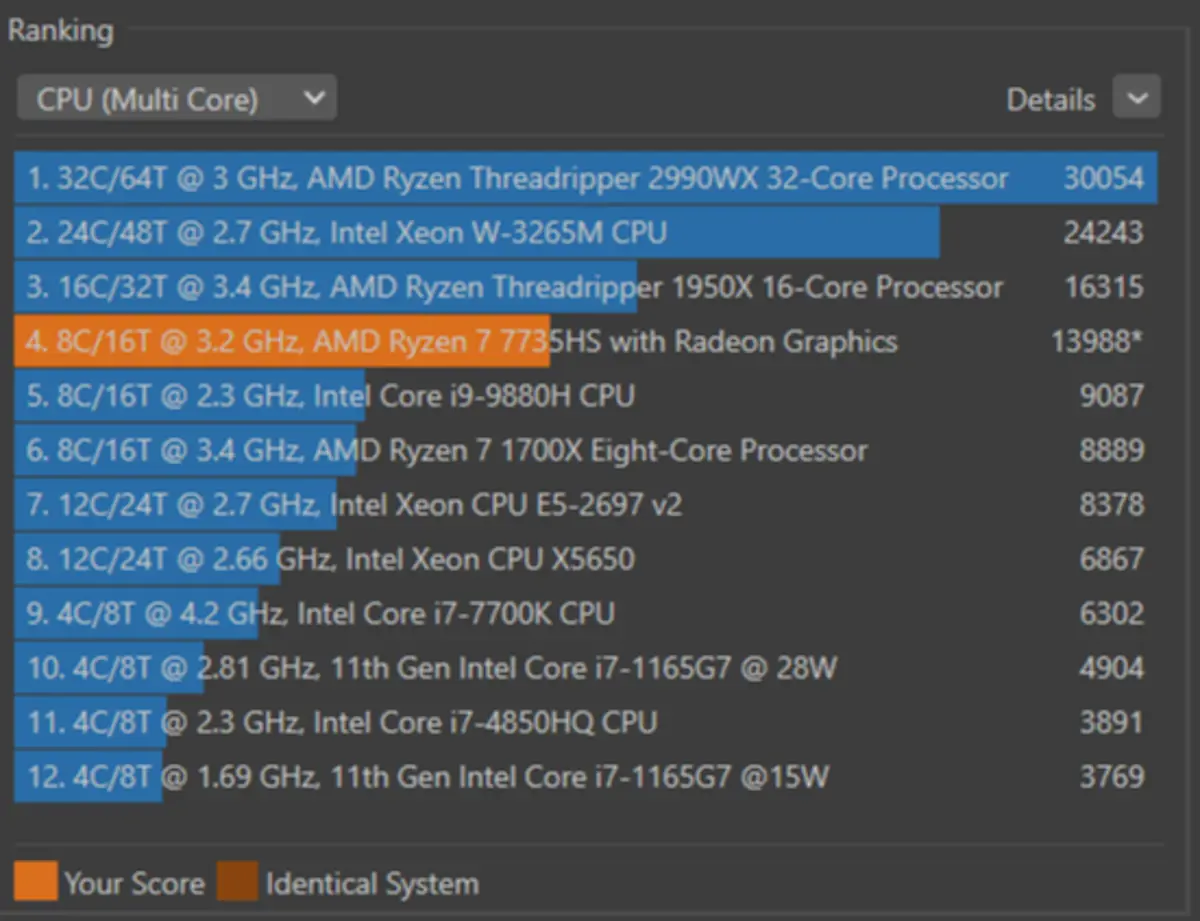 Ranking
CPU (Multi Core)
Details
1. 32C/64T @ 3 GHz, AMD Ryzen Threadripper 2990WX 32-Core Processor 30054
2. 24C/48T @ 2.7 GHz, Intel Xeon W-3265M CPU 24243
3. 16C/32T @ 3.4 GHz, AMD Ryzen Threadripper 1950X 16-Core Processor 16315
4. 8C/16T @ 3.2 GHz, AMD Ryzen 7 7735HS with Radeon Graphics 13988*
5. 8C/16T @ 2.3 GHz, Intel Core i9-9880H CPU 9087
6. 8C/16T @ 3.4 GHz, AMD Ryzen 7 1700X Eight-Core Processor 8889
7. 12C/24T @ 2.7 GHz, Intel Xeon CPU E5-2697 v2 8378
8. 12C/24T @ 2.66 GHz, Intel Xeon CPU X5650 6867
9. 4C/8T @ 4.2 GHz, Intel Core i7-7700K CPU 6302
10. 4C/8T @ 2.81 GHz, 11th Gen Intel Core i7-1165G7 @ 28W 4904
11. 4C/8T @ 2.3 GHz, Intel Core i7-4850HQ CPU 3891
12. 4C/8T @ 1.69 GHz, 11th Gen Intel Core i7-1165G7 @15W 3769
Your Score Identical System